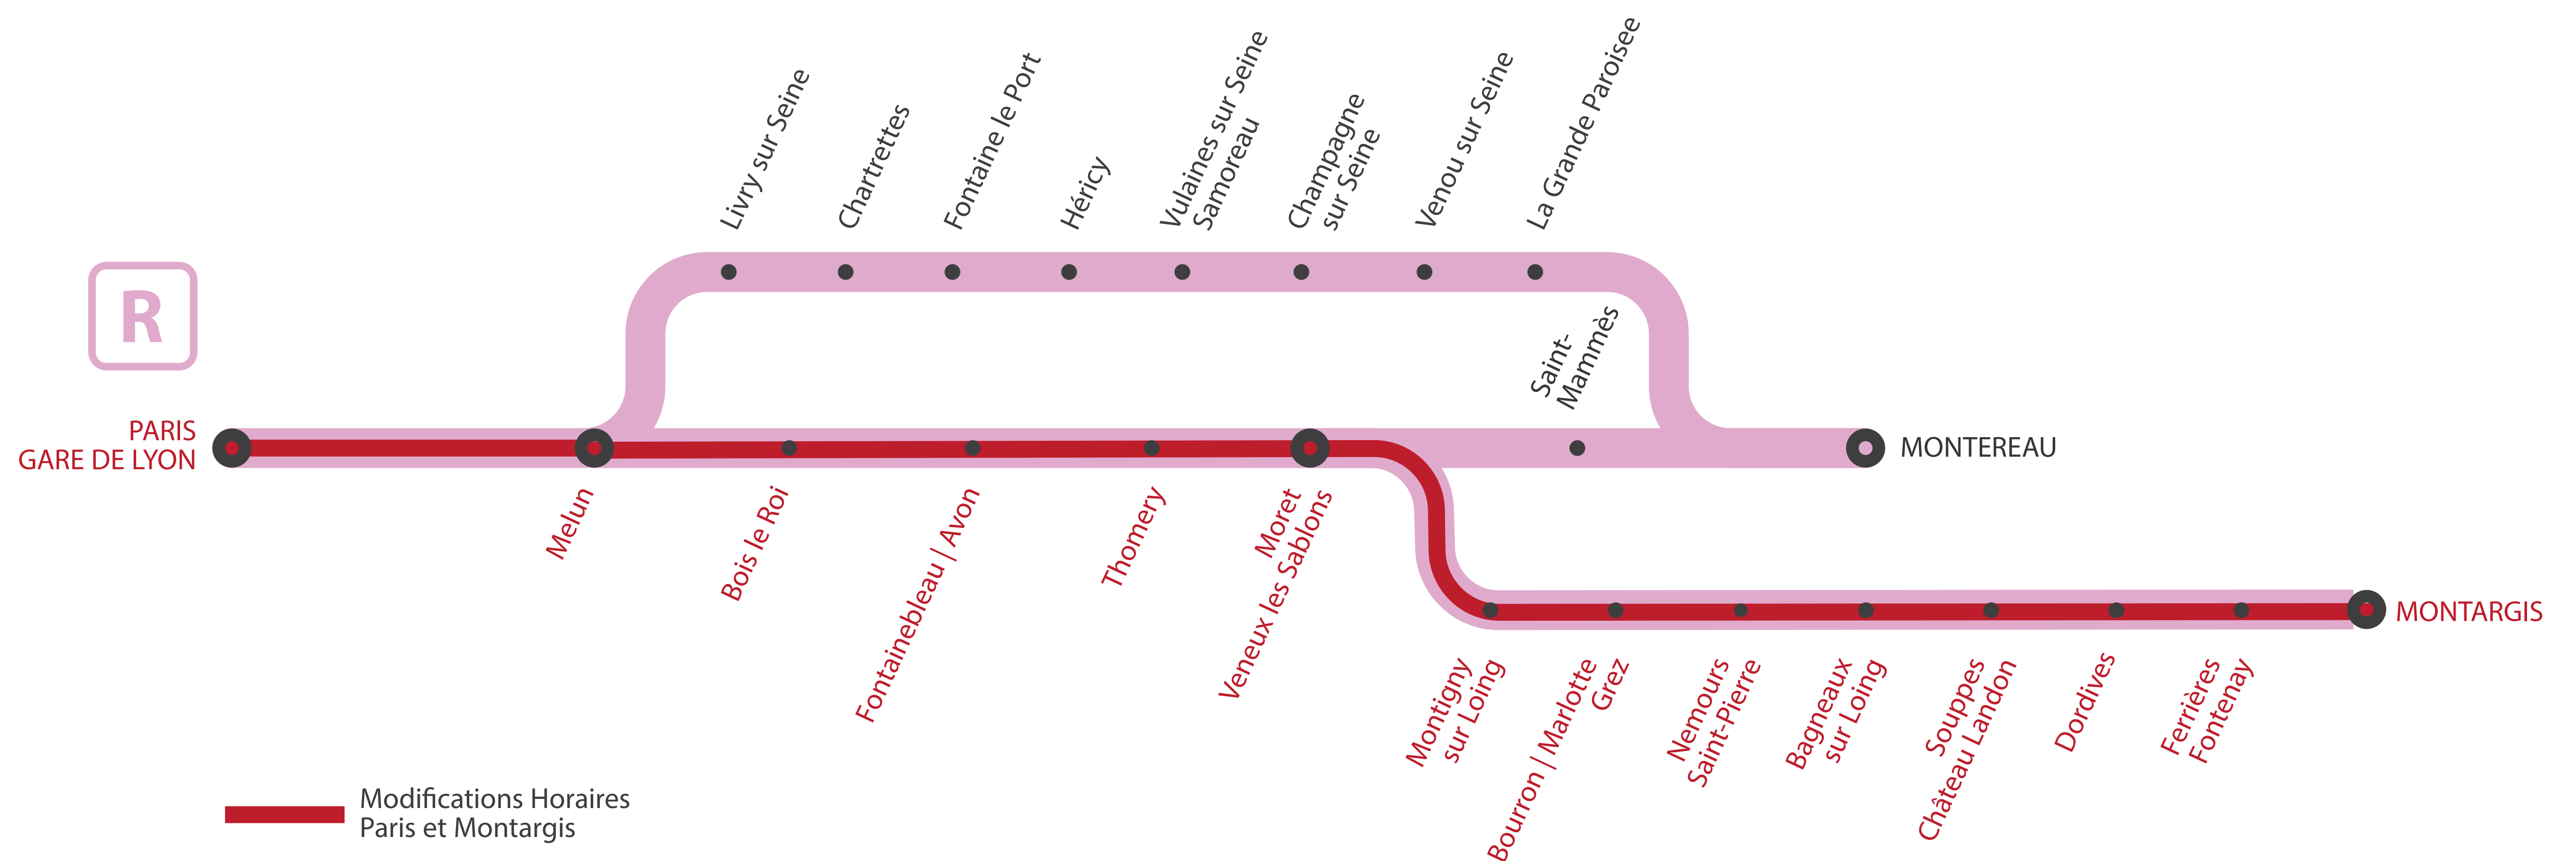 Livry sur Seine
Chartrettes
Fontaine le Port
Héricy
Vulaines sur Seine
Samoreau
Champagne
sur Seine
Venou sur Seine
La Grande Paroisee
R
Saint-
Mammès
PARIS
GARE DE LYON
MONTEREAU
Melun
Bois le Roi
Fontainebleau | Avon
Thomery
Moret
Veneux les Sablons
MONTARGIS
Montigny
sur Loing
Bourron | Marlotte
Grez
Nemours
Saint-Pierre
Bagneaux
sur Loing
Souppes
Château Landon
Dordives
Ferrières
Fontenay
Modifications Horaires
Paris et Montargis